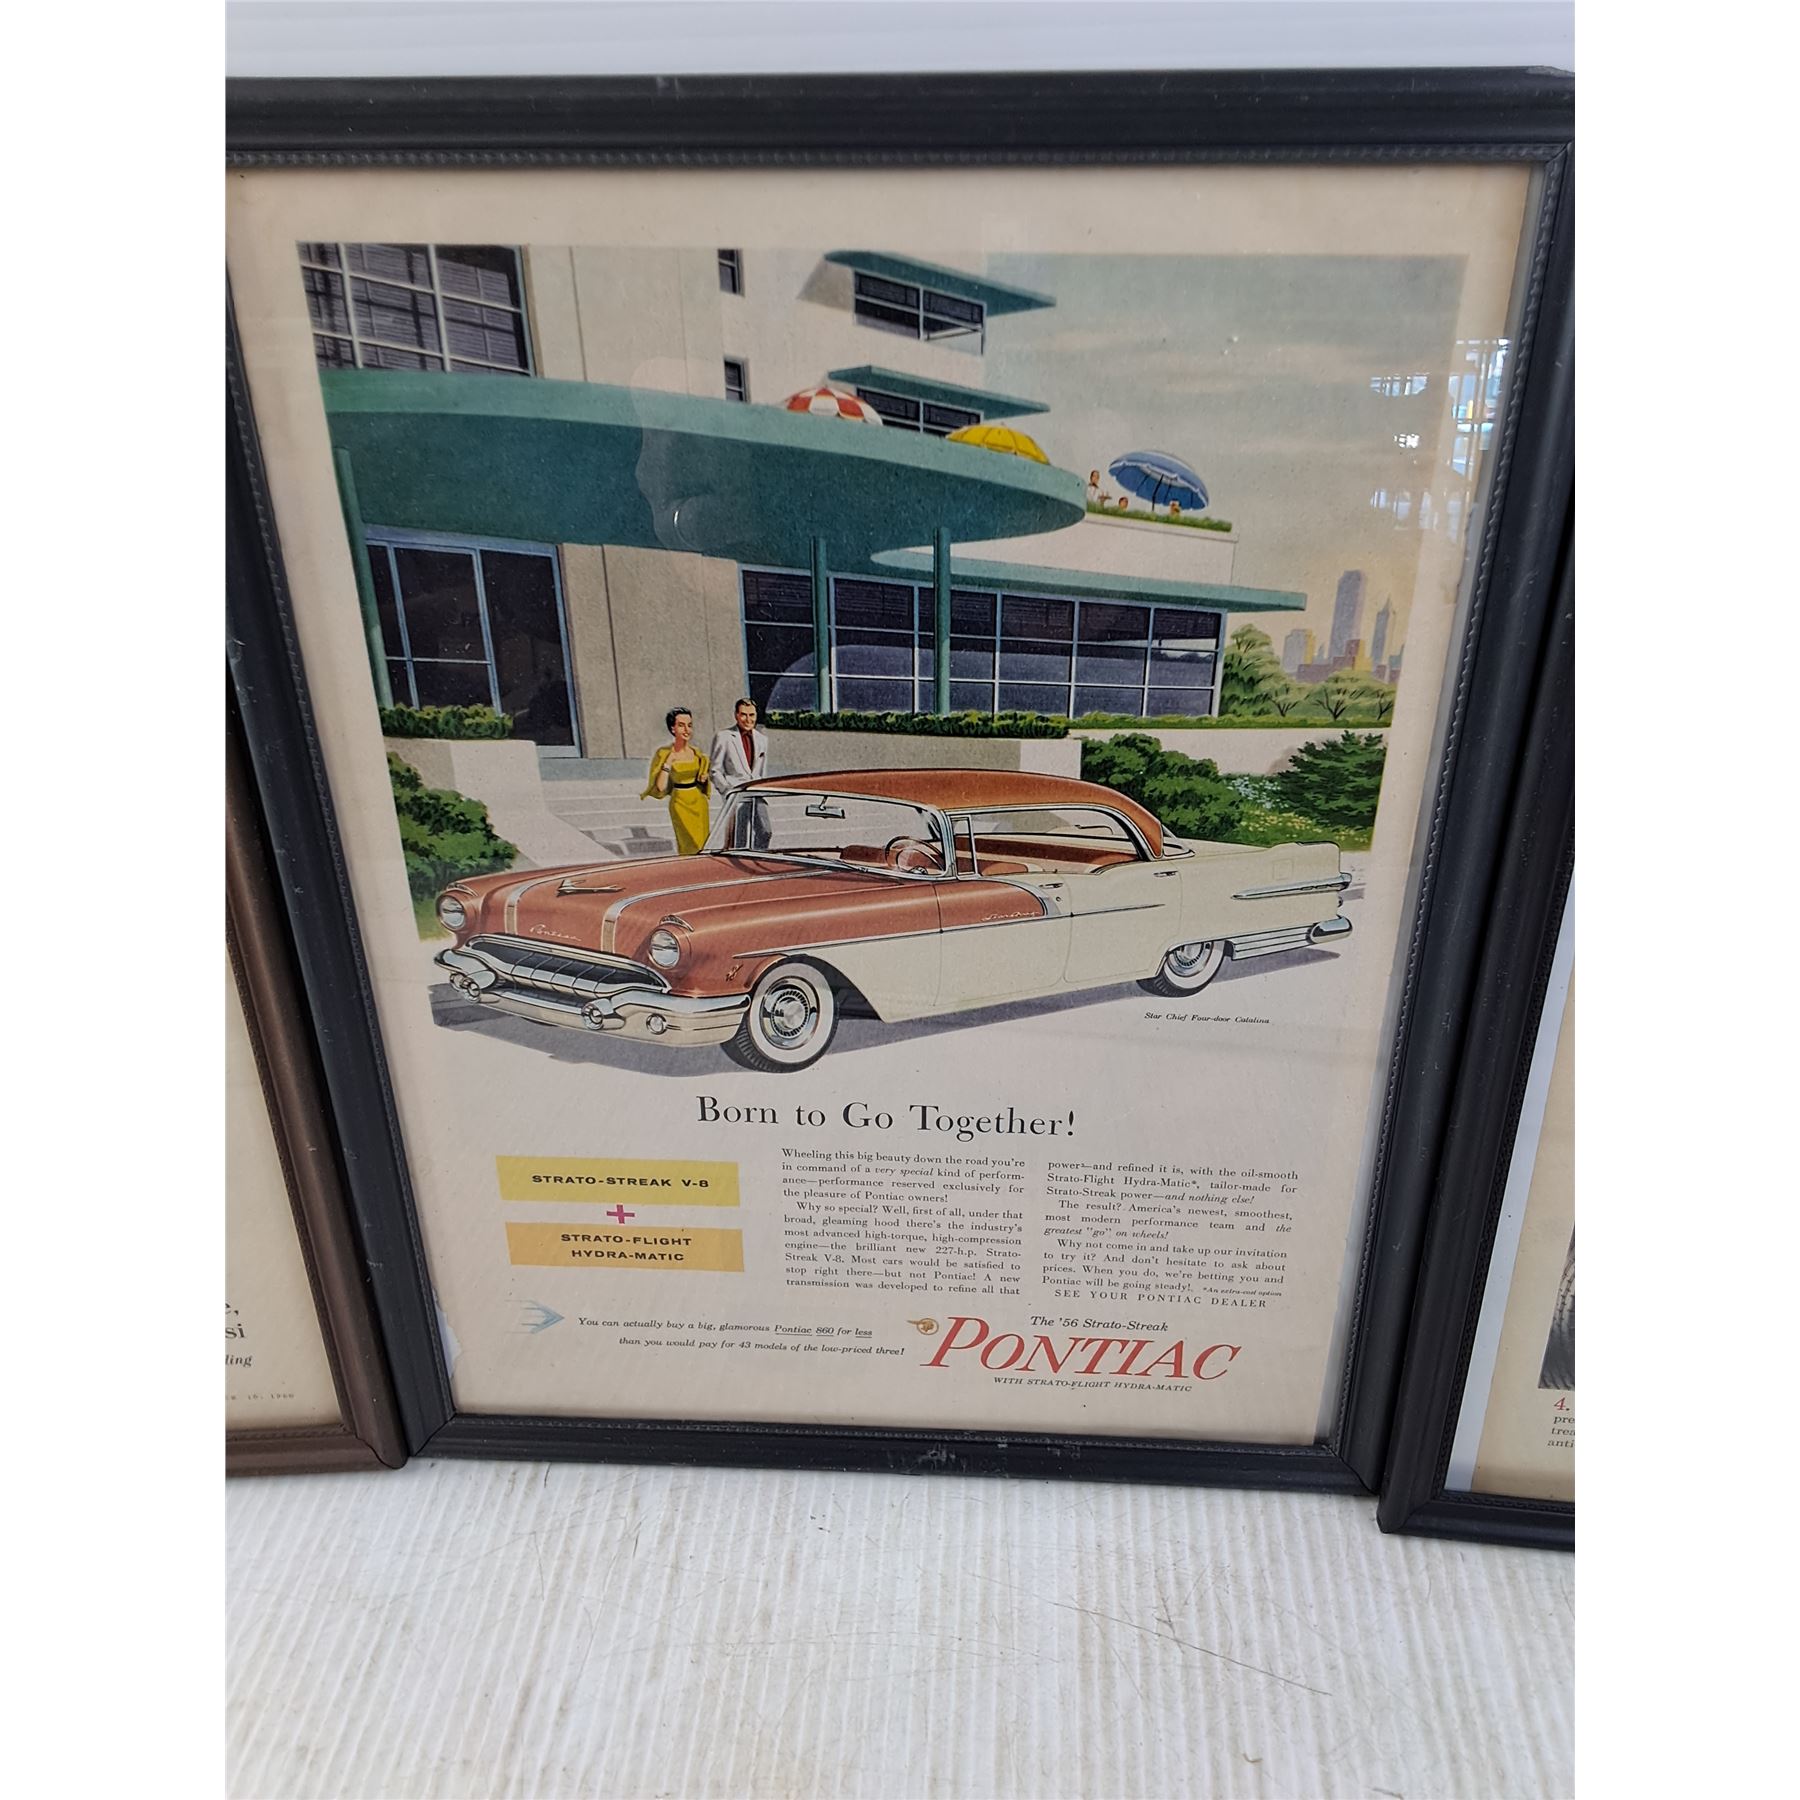 Pontiac
Star Chief Four-door Catalina
Born to Go Together!
STRATO-STREAK V-8
+
STRATO-FLIGHT
HYDRA-MATIC
Wheeling this big beauty down the road you're
in command of a very special kind of perform-
ance—performance reserved exclusively for
the pleasure of Pontiac owners!
Why so special? Well, first of all, under that
broad, gleaming hood there's the industry's
most advanced high-torque, high-compression
engine—the brilliant new 227-h.p. Strato-
Streak V-8. Most cars would be satisfied to
stop right there—but not Pontiac! A new
transmission was developed to refine all that
power—and refined it is, with the oil-smooth
Strato-Flight Hydra-Matic*, tailor-made for
Strato-Streak power—and nothing else!
The result? America's newest, smoothest,
most modern performance team and the
greatest "go" on wheels!
Why not come in and take up our invitation
to try it? And don't hesitate to ask about
prices. When you do, we're betting you and
Pontiac will be going steady! *An extra-cost option
SEE YOUR PONTIAC DEALER
You can actually buy a big, glamorous Pontiac 860 for less
than you would pay for 43 models of the low-priced three!
The '56 Strato-Streak
PONTIAC
WITH STRATO-FLIGHT HYDRA-MATIC
si
ling
10, 1960
4.
pre
trea
anti